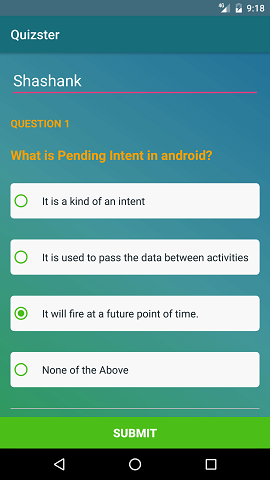 4G 9:18
Quizster
Shashank
QUESTION 1
What is Pending Intent in android?
It is a kind of an intent
It is used to pass the data between activities
It will fire at a future point of time.
None of the Above
SUBMIT